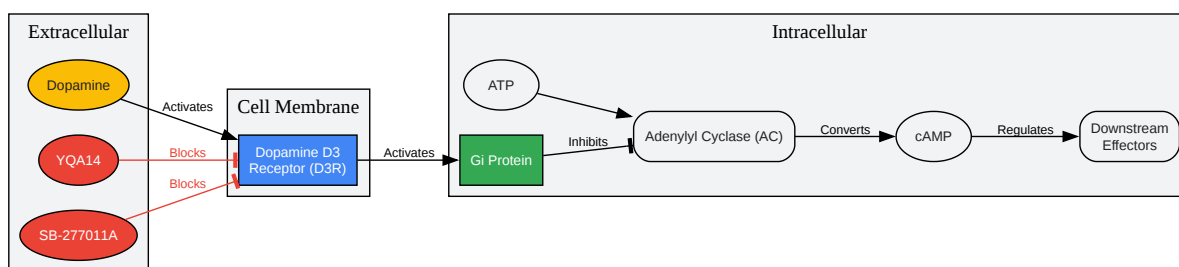 Extracellular
Dopamine
YQA14
SB-277011A
Activates
Blocks
Blocks
Cell Membrane
Dopamine D3
Receptor (D3R)
Activates
Intracellular
ATP
Gi Protein
Inhibits
Adenylyl Cyclase (AC)
Converts
cAMP
Regulates
Downstream
Effectors